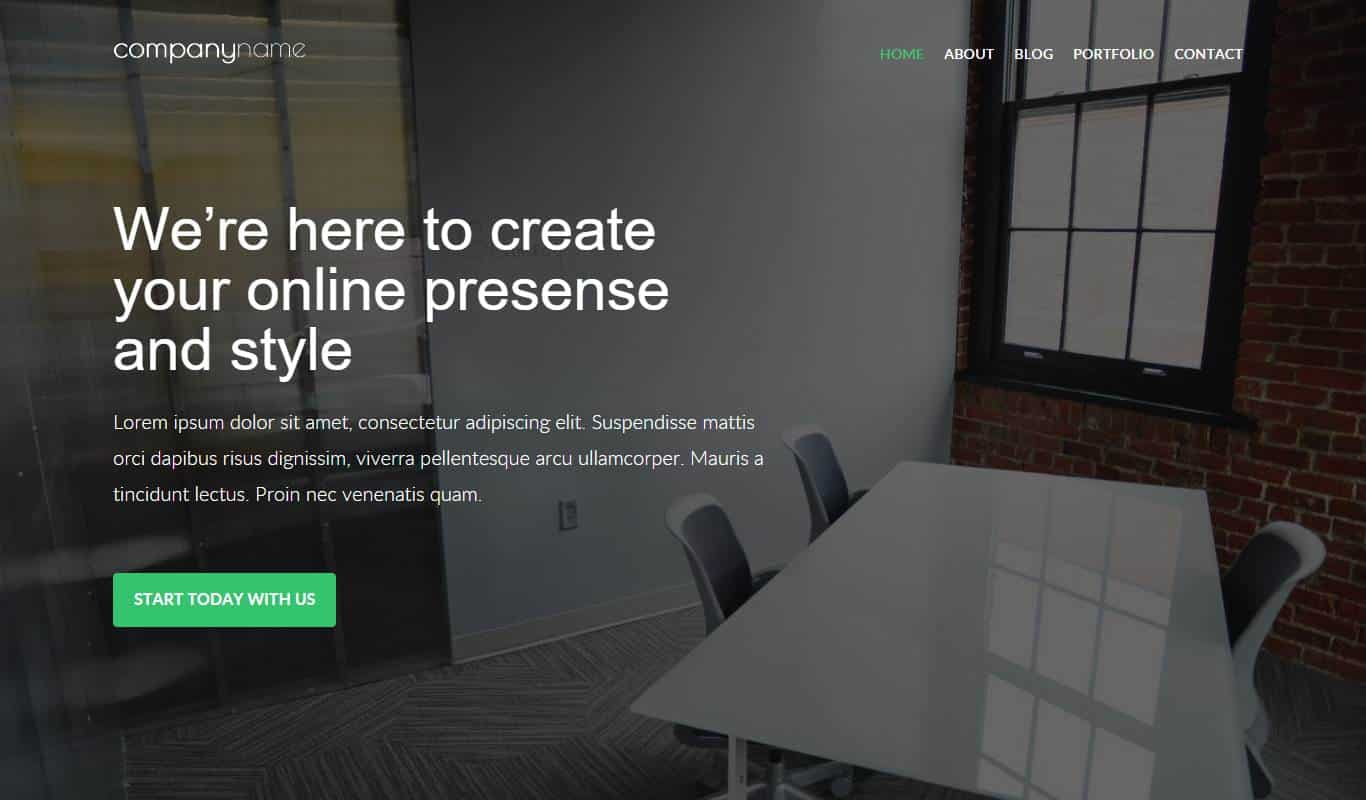 companyname
HOME ABOUT BLOG PORTFOLIO CONTACT
We’re here to create
your online presense
and style
Lorem ipsum dolor sit amet, consectetur adipiscing elit. Suspendisse mattis
orci dapibus risus dignissim, viverra pellentesque arcu ullamcorper. Mauris a
tincidunt lectus. Proin nec venenatis quam.
START TODAY WITH US